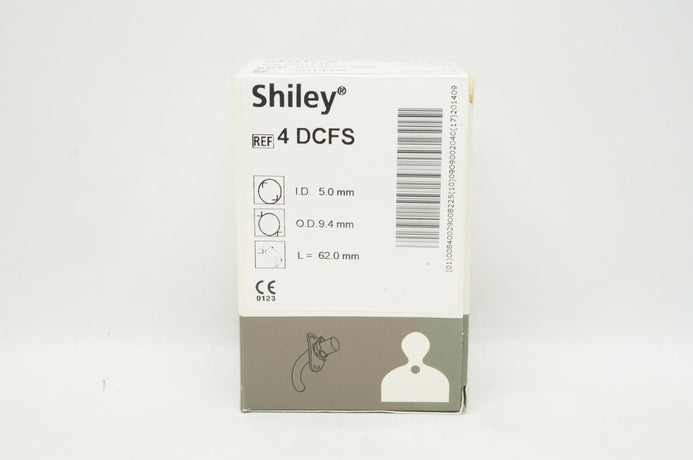 Shiley®
REF 4 DCFS
I.D. 5.0 mm
O.D. 9.4 mm
L = 62.0 mm
CE
0123
(01)00840029008225(10)0909002040(17)201409